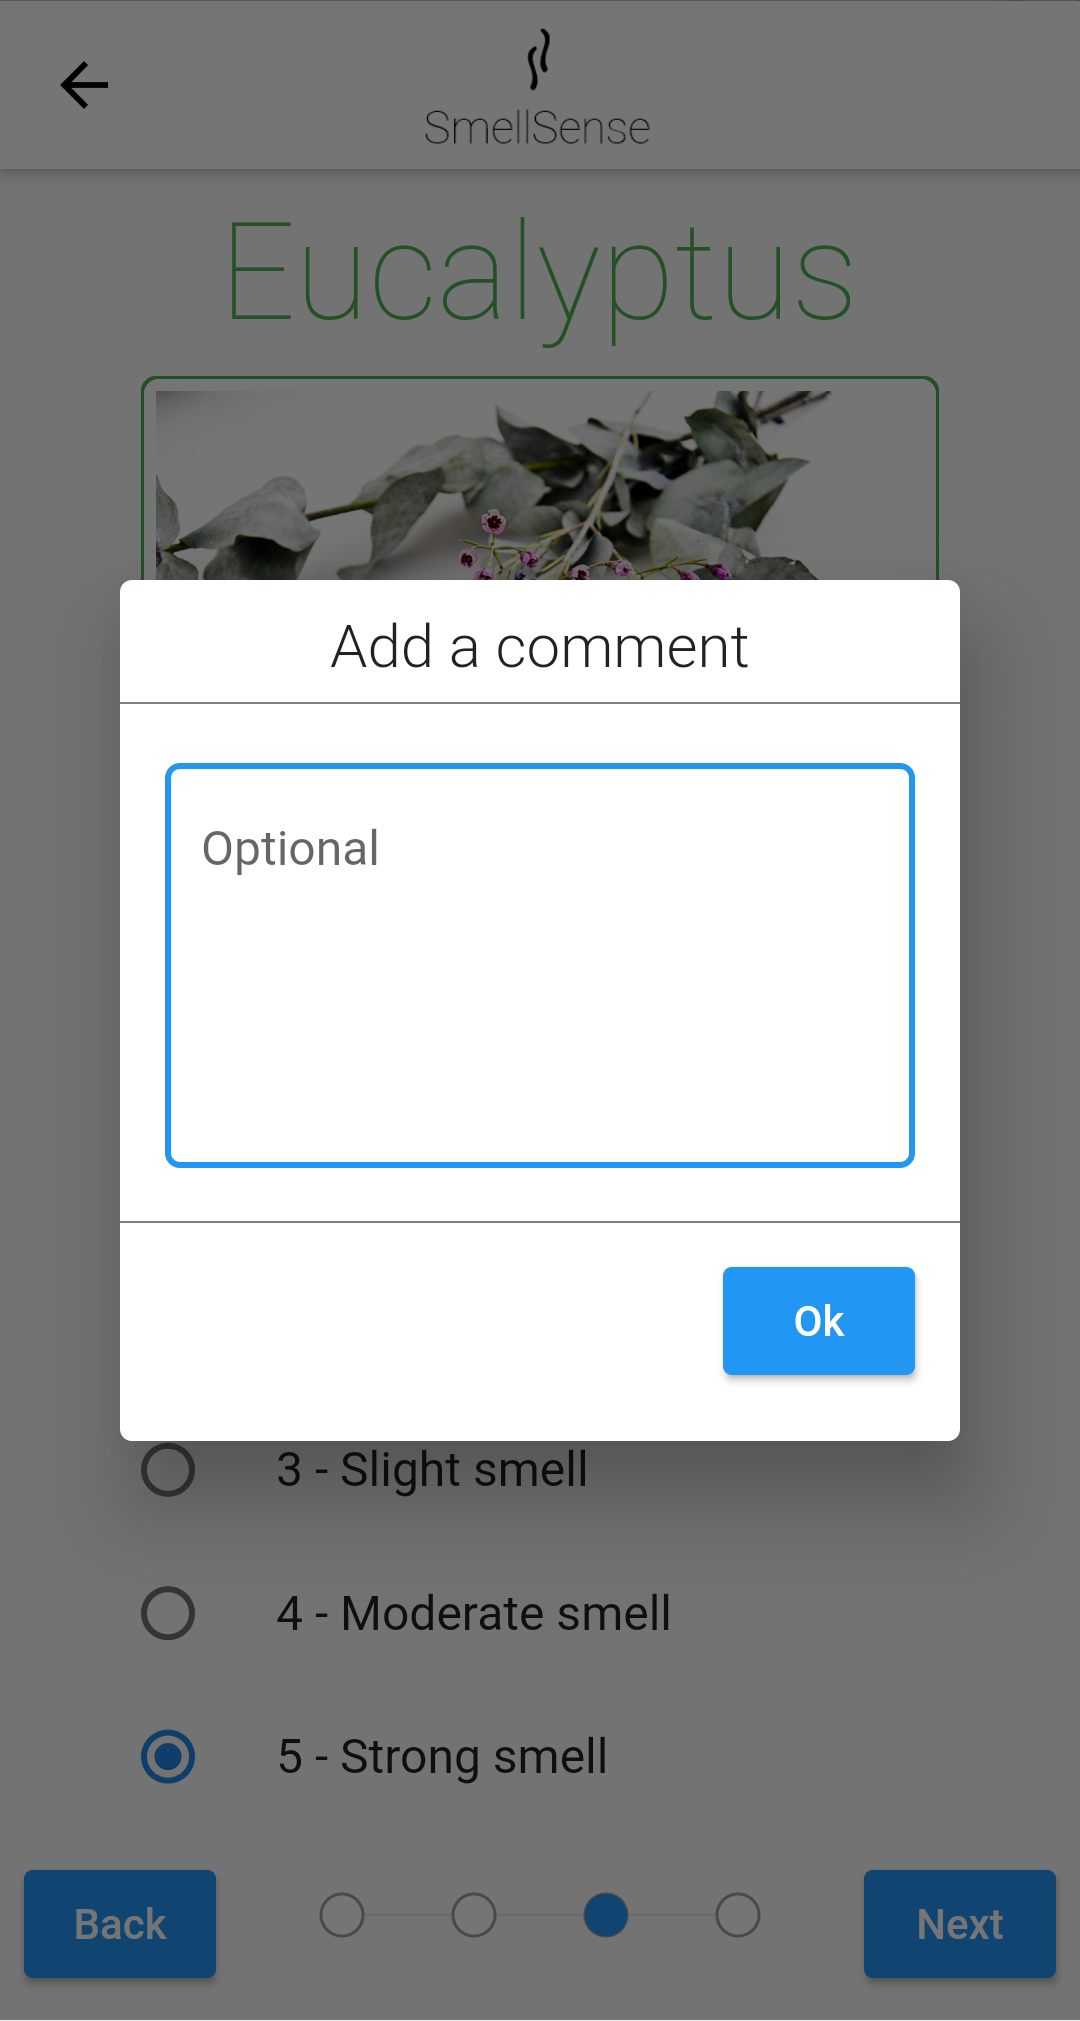 SmellSense
Eucalyptus
Add a comment
Optional
Ok
3 - Slight smell
4 - Moderate smell
5 - Strong smell
Back
Next